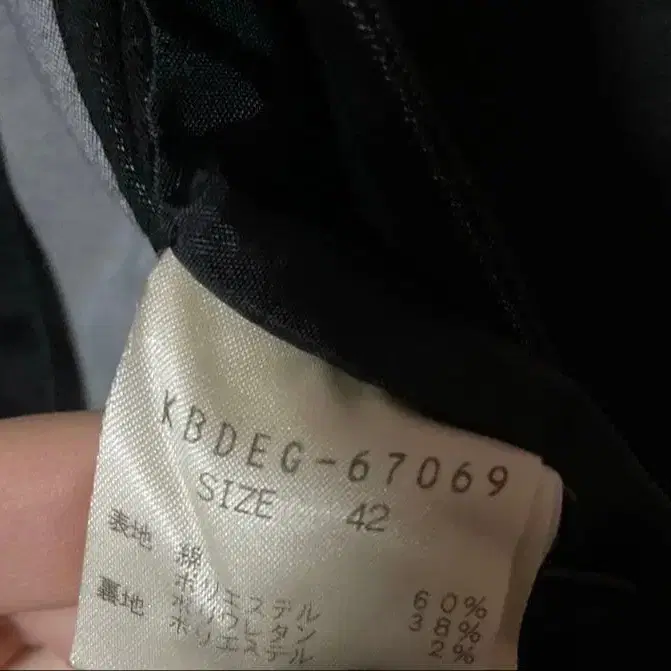 KBDEG-67069
SIZE 42
表地 綿 60%
ポリエステル 38%
ポリウレタン 2%
裏地 ポリエステル